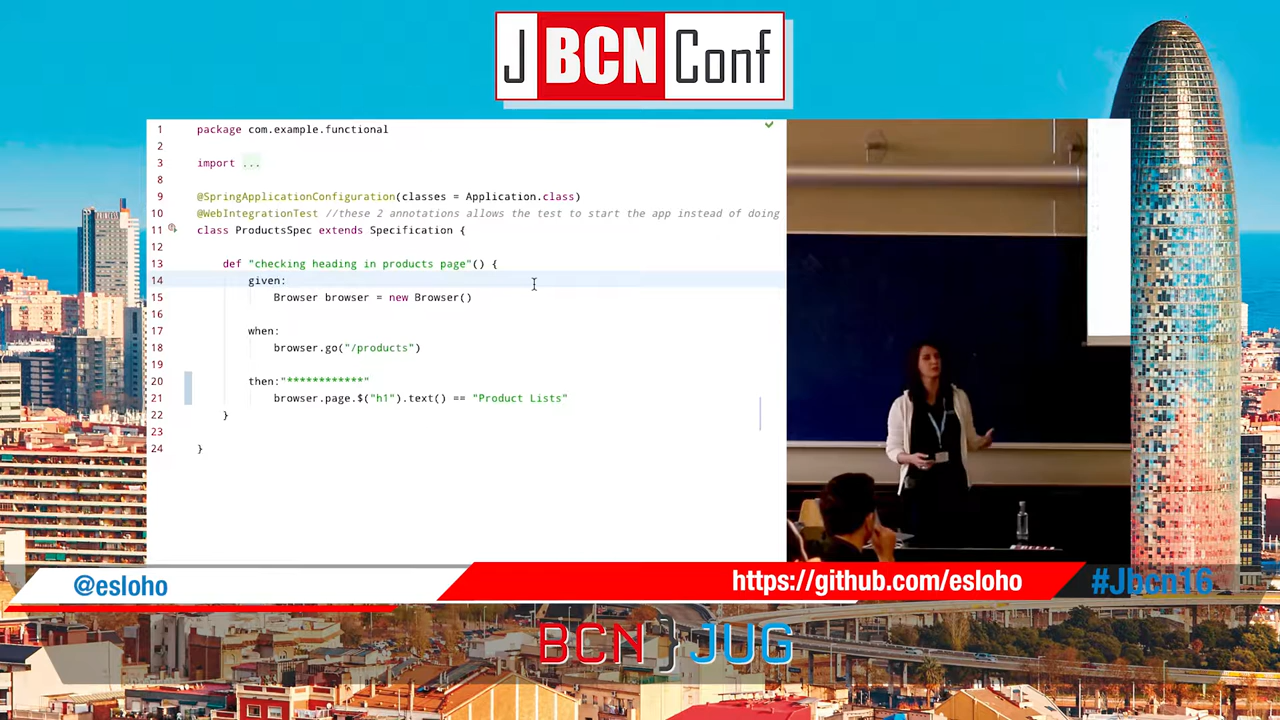 J BCN Conf
1 package com.example.functional
2
3 import ...
8
9 @SpringApplicationConfiguration(classes = Application.class)
10 @WebIntegrationTest //these 2 annotations allows the test to start the app instead of doing
11 class ProductsSpec extends Specification {
12
13 def "checking heading in products page"() {
14 given:
15 Browser browser = new Browser()
16
17 when:
18 browser.go("/products")
19
20 then:"************"
21 browser.page.$("h1").text() == "Product Lists"
22 }
23
24 }
@esloho
https://github.com/esloho
#Jbcn16
BCN JUG